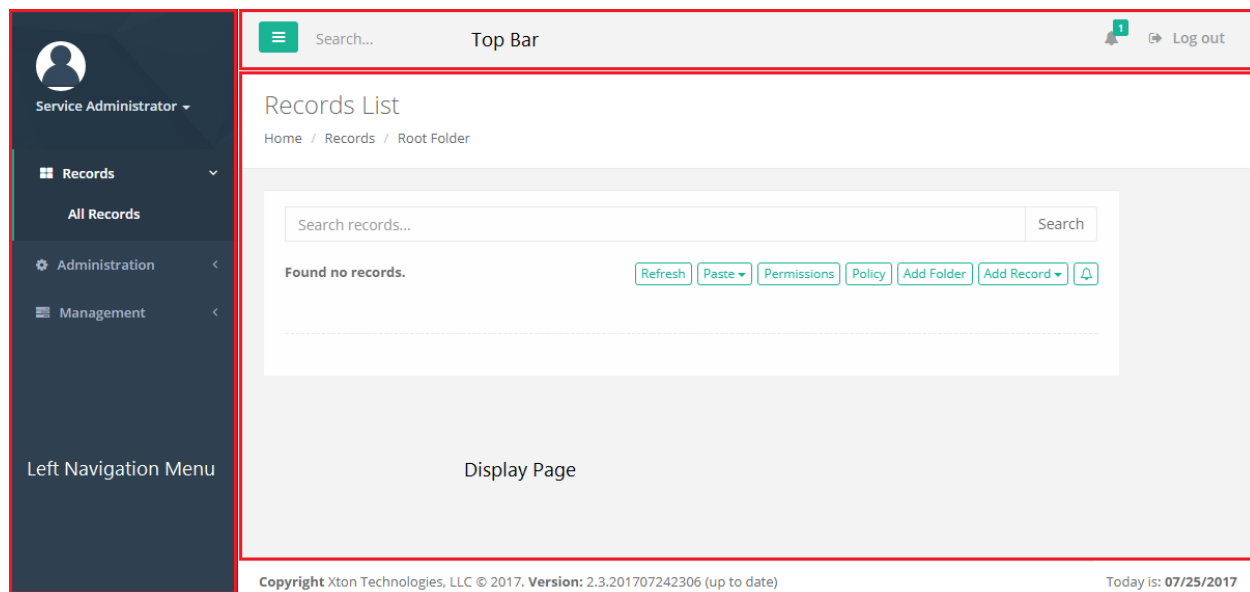 Search...
Top Bar
1
Log out
Service Administrator
Records List
Home / Records / Root Folder
Records
All Records
Administration
Management
Search records...
Search
Found no records.
Refresh
Paste
Permissions
Policy
Add Folder
Add Record
Left Navigation Menu
Display Page
Copyright Xton Technologies, LLC © 2017. Version: 2.3.201707242306 (up to date)
Today is: 07/25/2017